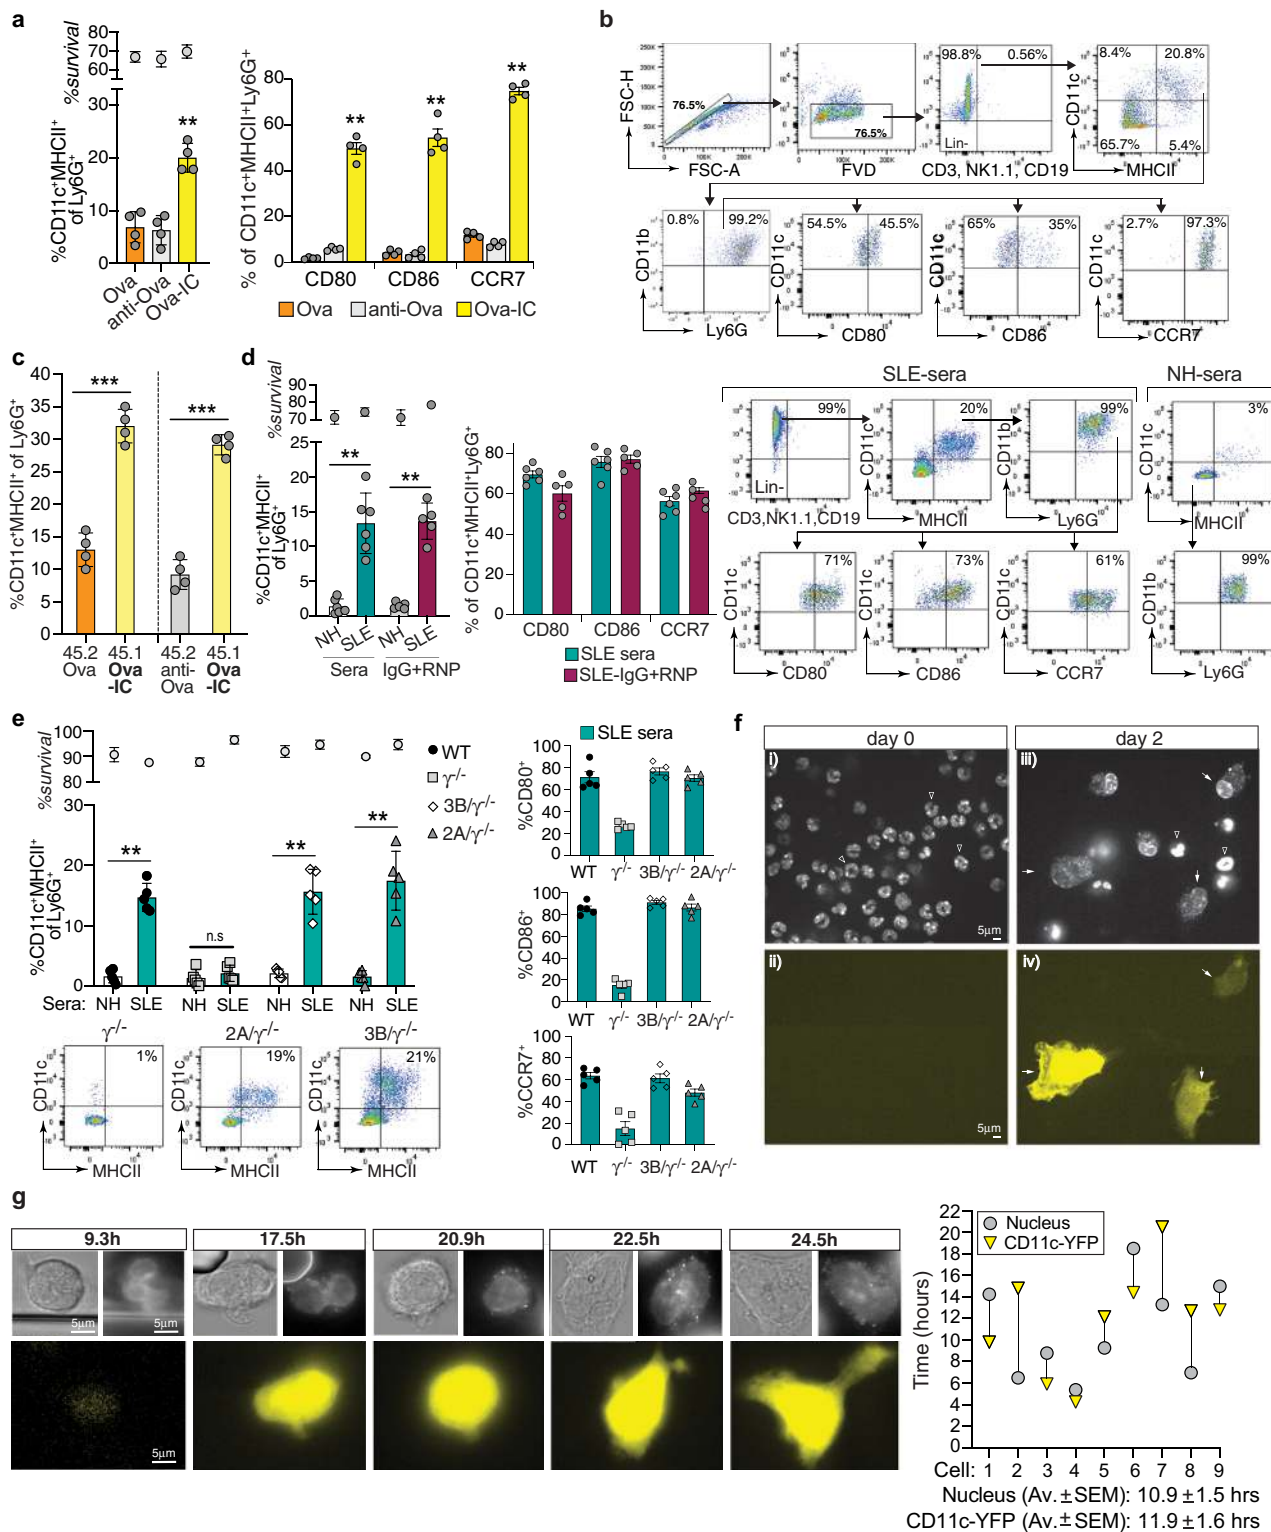 a
%survival
80
70
60
30
20
10
0
%CD11c+MHCII+
of Ly6G+
**
Ova
anti-Ova
Ova-IC
% of CD11c+MHCII+Ly6G+
80
60
40
20
0
**
**
**
CD80
CD86
CCR7
Ova
anti-Ova
Ova-IC
b
FSC-H
250K
200K
150K
100K
50K
0
76.5%
FSC-A
76.5%
FVD
98.8%
0.56%
Lin-
CD3, NK1.1, CD19
CD11c
8.4%
20.8%
65.7%
5.4%
MHCII
CD11b
0.8%
99.2%
Ly6G
CD11c
54.5%
45.5%
CD80
CD11c
65%
35%
CD86
CD11c
2.7%
97.3%
CCR7
c
%CD11c+MHCII+ of Ly6G+
40
35
30
25
20
15
10
5
0
***
***
45.2
Ova
45.1
Ova
-IC
45.2
anti-
Ova
45.1
Ova
-IC
d
%survival
90
80
70
25
20
15
10
5
0
%CD11c+MHCII+
of Ly6G+
**
**
NH
SLE
NH
SLE
Sera
IgG+RNP
% of CD11c+MHCII+Ly6G+
80
60
40
20
0
CD80
CD86
CCR7
SLE sera
SLE-IgG+RNP
SLE-sera
NH-sera
99%
Lin-
CD3,NK1.1,CD19
CD11c
20%
MHCII
CD11b
99%
Ly6G
CD11c
3%
MHCII
CD11c
71%
CD80
CD11c
73%
CD86
CD11c
61%
CCR7
CD11b
99%
Ly6G
e
%survival
100
90
80
30
20
10
0
%CD11c+MHCII+
of Ly6G+
**
n.s
**
**
Sera:
NH
SLE
NH
SLE
NH
SLE
NH
SLE
WT
γ-/-
3B/γ-/-
2A/γ-/-
γ-/-
2A/γ-/-
3B/γ-/-
CD11c
1%
MHCII
CD11c
19%
MHCII
CD11c
21%
MHCII
SLE sera
%CD80+
100
80
60
40
20
0
WT
γ-/-
3B/γ-/-
2A/γ-/-
%CD86+
100
80
60
40
20
0
WT
γ-/-
3B/γ-/-
2A/γ-/-
%CCR7+
100
80
60
40
20
0
WT
γ-/-
3B/γ-/-
2A/γ-/-
f
day 0
day 2
i)
5μm
iii)
5μm
ii)
5μm
iv)
g
9.3h
17.5h
20.9h
22.5h
24.5h
5μm
5μm
5μm
5μm
5μm
5μm
5μm
Time (hours)
22
20
18
16
14
12
10
8
6
4
2
0
Nucleus
CD11c-YFP
Cell: 1 2 3 4 5 6 7 8 9
Nucleus (Av.±SEM): 10.9 ±1.5 hrs
CD11c-YFP (Av.±SEM): 11.9 ±1.6 hrs